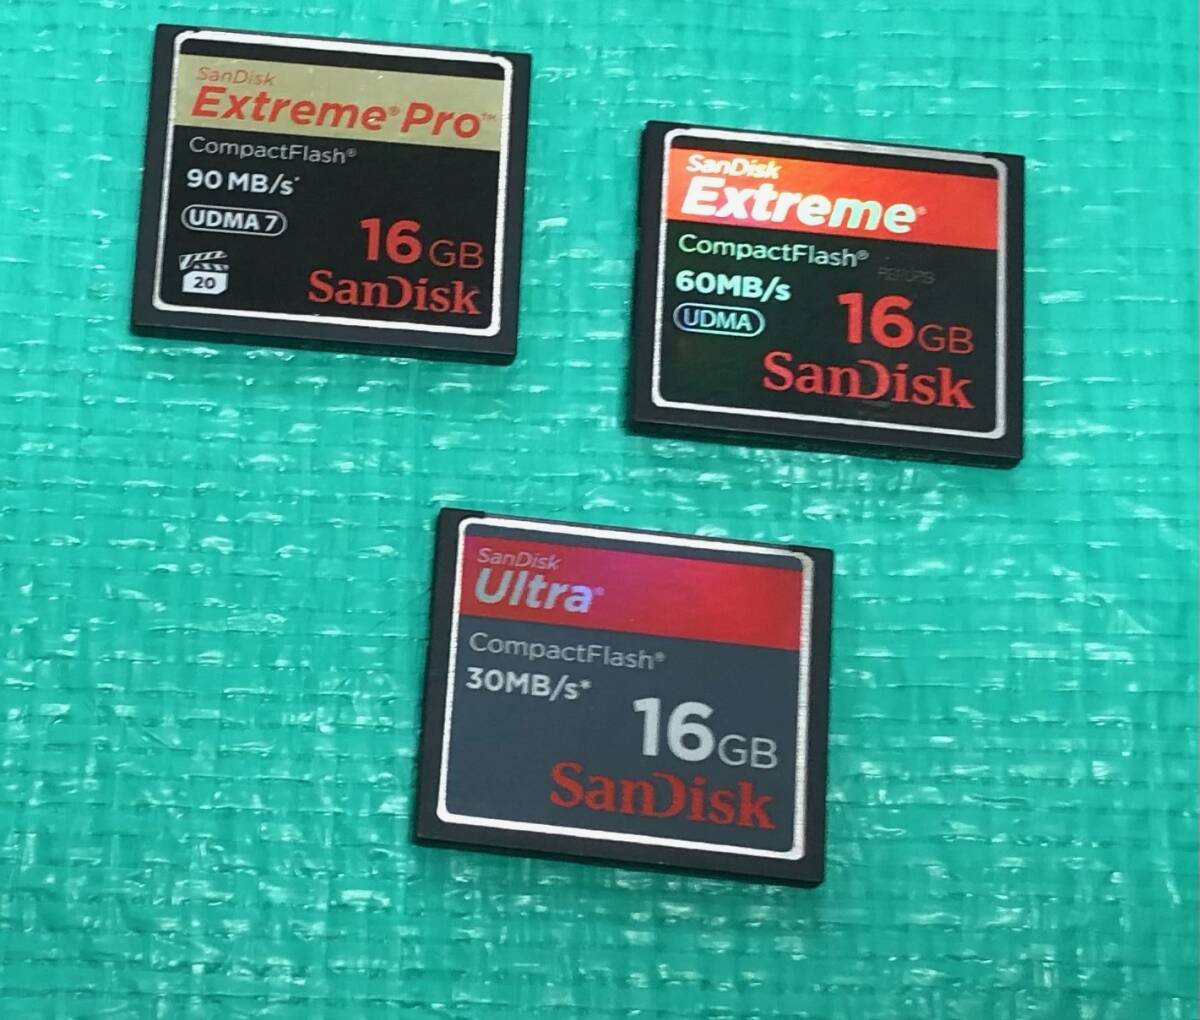 SanDisk
Extreme® Pro™
CompactFlash®
90 MB/s*
UDMA 7
20
16 GB
SanDisk
SanDisk
Extreme®
CompactFlash®
60MB/s
UDMA
16 GB
SanDisk
SanDisk
Ultra®
CompactFlash®
30MB/s*
16 GB
SanDisk